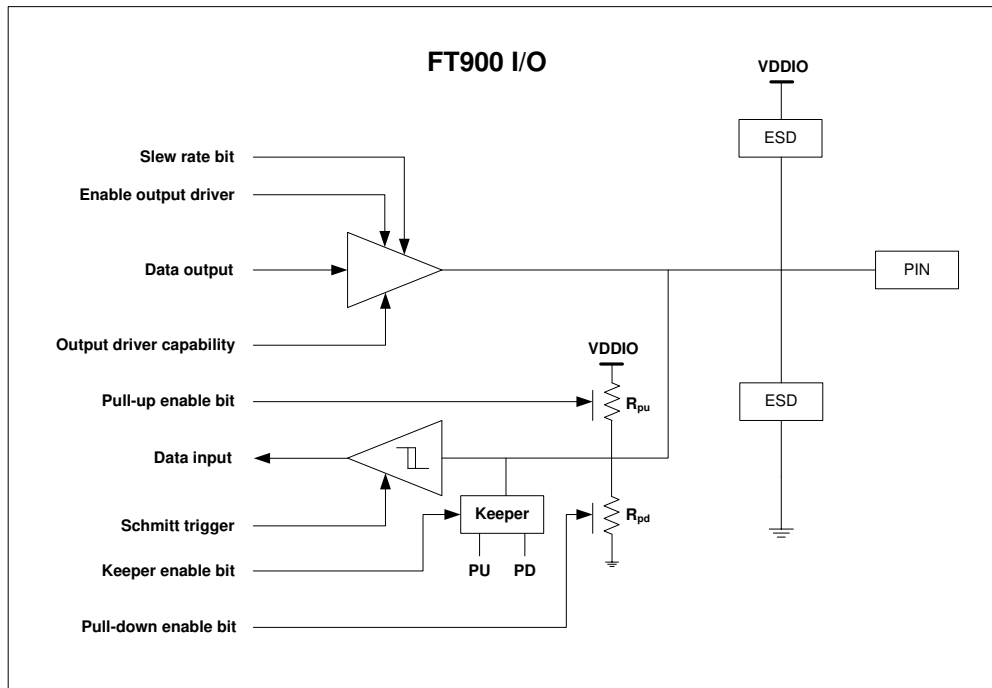 FT900 I/O
VDDIO
ESD
Slew rate bit
Enable output driver
Data output
PIN
Output driver capability
VDDIO
Pull-up enable bit
Rpu
ESD
Data input
Keeper
Rpd
Schmitt trigger
Keeper enable bit
PU PD
Pull-down enable bit